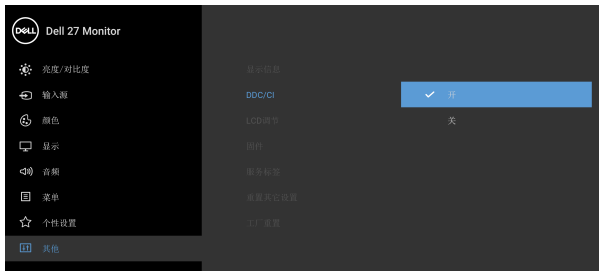 DELL
Dell 27 Monitor
亮度/对比度
输入源
颜色
显示
音频
菜单
个性设置
其他
显示信息
DDC/CI
LCD调节
固件
服务标签
重置其它设置
工厂重置
开
关